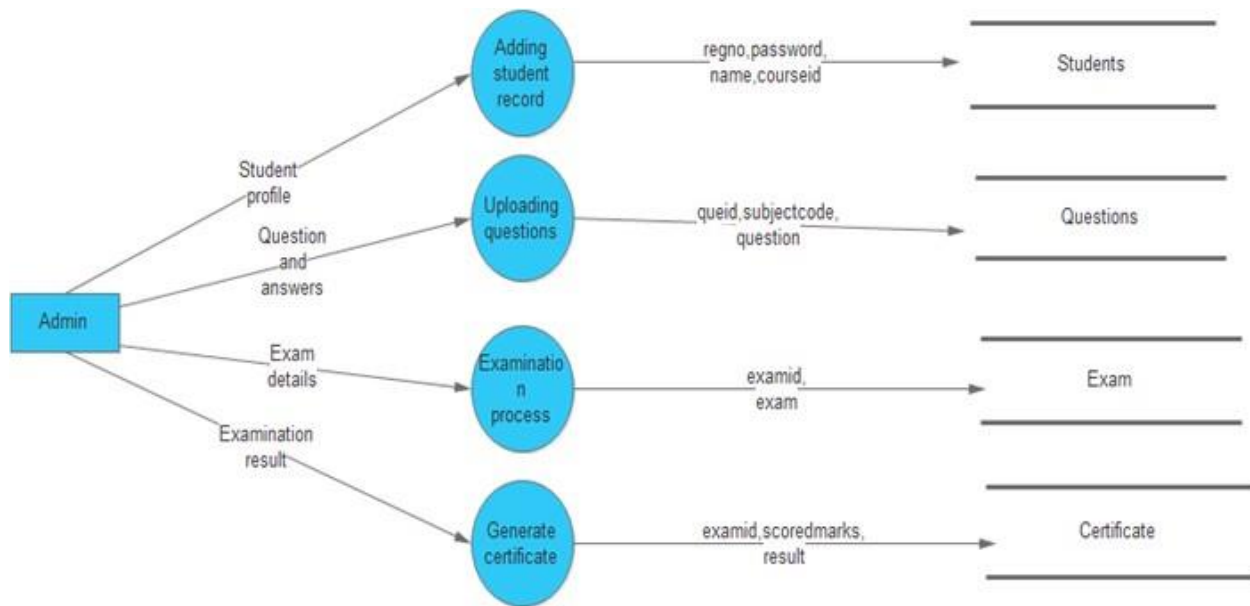 Adding
student
record
regno,password,
name,courseid
Students
Student
profile
Uploading
questions
queid,subjectcode,
question
Questions
Question
and
answers
Admin
Exam
details
Examinatio
n
process
examid,
exam
Exam
Examination
result
Generate
certificate
examid,scoredmarks,
result
Certificate